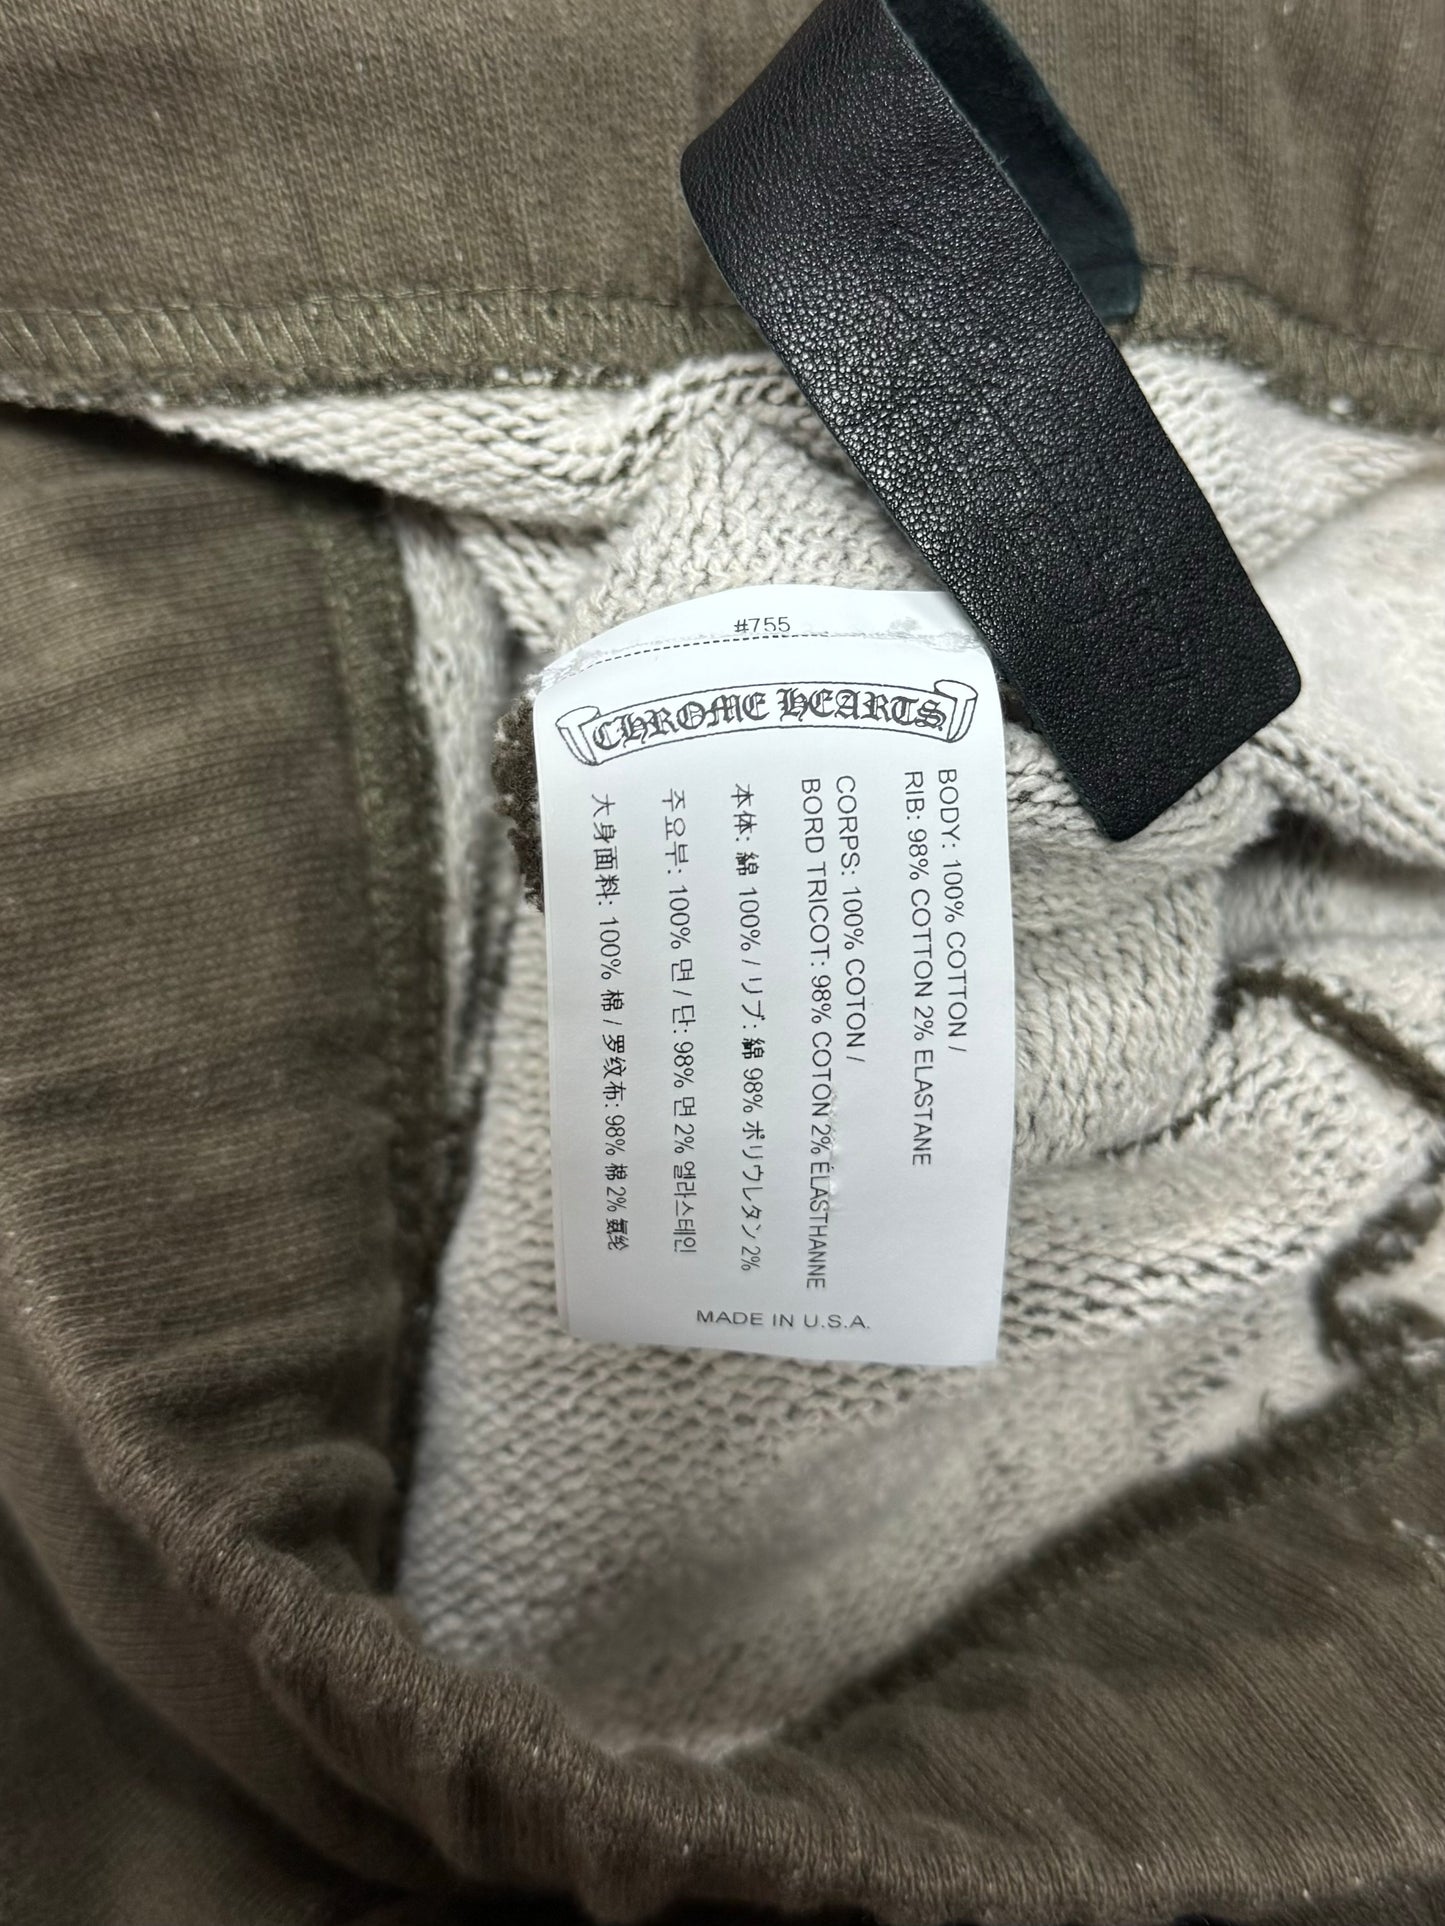 #755
CHROME HEARTS
BODY: 100% COTTON /
RIB: 98% COTTON 2% ELASTANE
CORPS: 100% COTON /
BORD TRICOT: 98% COTON 2% ÉLASTHANNE
本体: 綿 100% / リブ: 綿 98% ポリウレタン 2%
주요부: 100% 면 / 단: 98% 면 2% 엘라스테인
大身面料: 100% 棉 / 罗纹布: 98% 棉 2% 氨纶
MADE IN U.S.A.